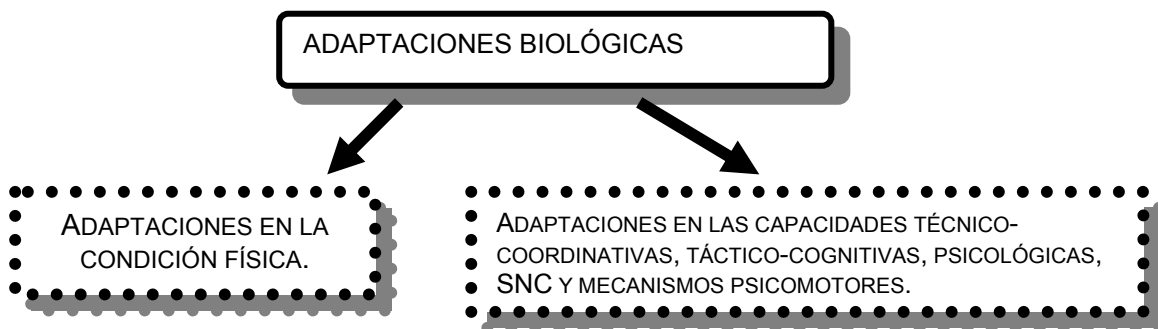 ADAPTACIONES BIOLÓGICAS
ADAPTACIONES EN LA
CONDICIÓN FÍSICA.
ADAPTACIONES EN LAS CAPACIDADES TÉCNICO-
COORDINATIVAS, TÁCTICO-COGNITIVAS, PSICOLÓGICAS,
SNC Y MECANISMOS PSICOMOTORES.